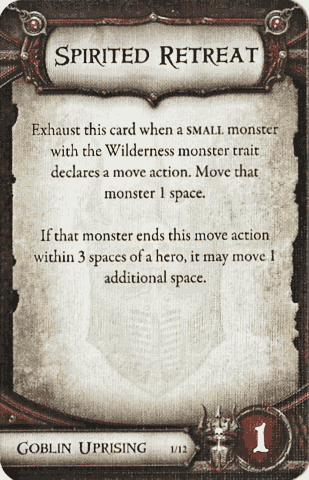 SPIRITED RETREAT
Exhaust this card when a SMALL monster
with the Wilderness monster trait
declares a move action. Move that
monster 1 space.
If that monster ends this move action
within 3 spaces of a hero, it may move 1
additional space.
GOBLIN UPRISING 1/12 1